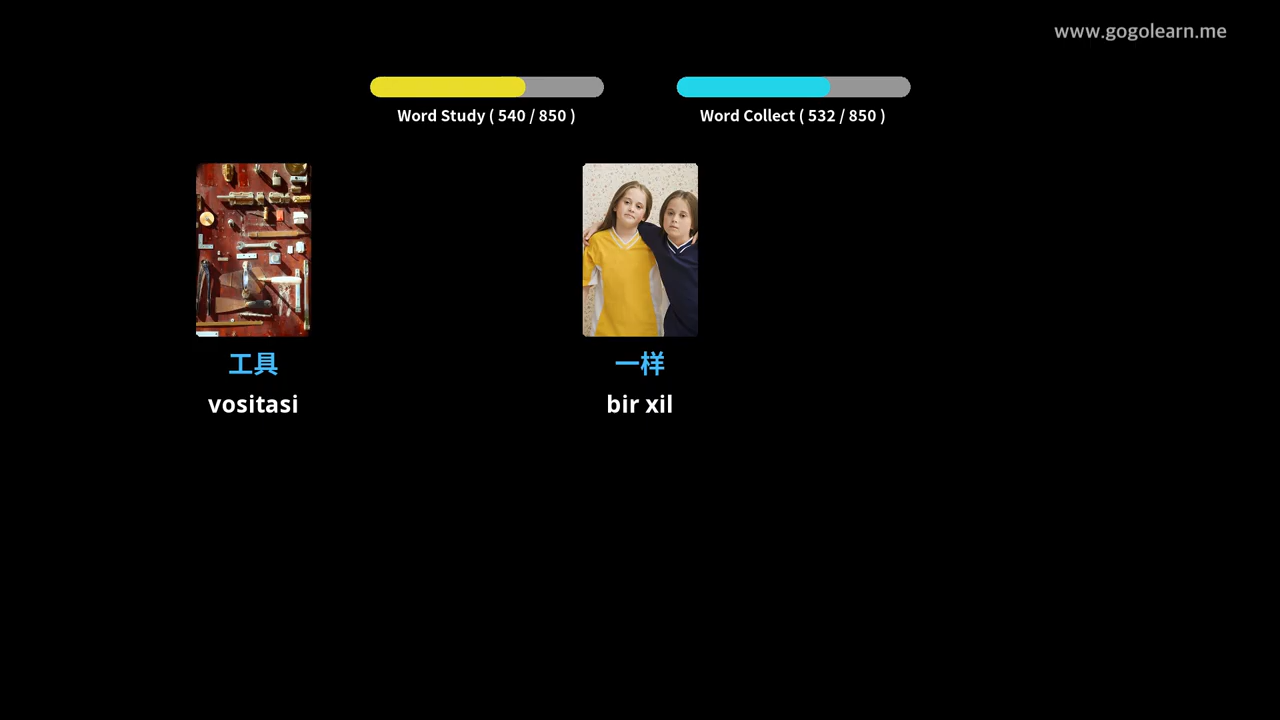 www.gogolearn.me
Word Study ( 540 / 850 )
Word Collect ( 532 / 850 )
工具
一样
vositasi
bir xil